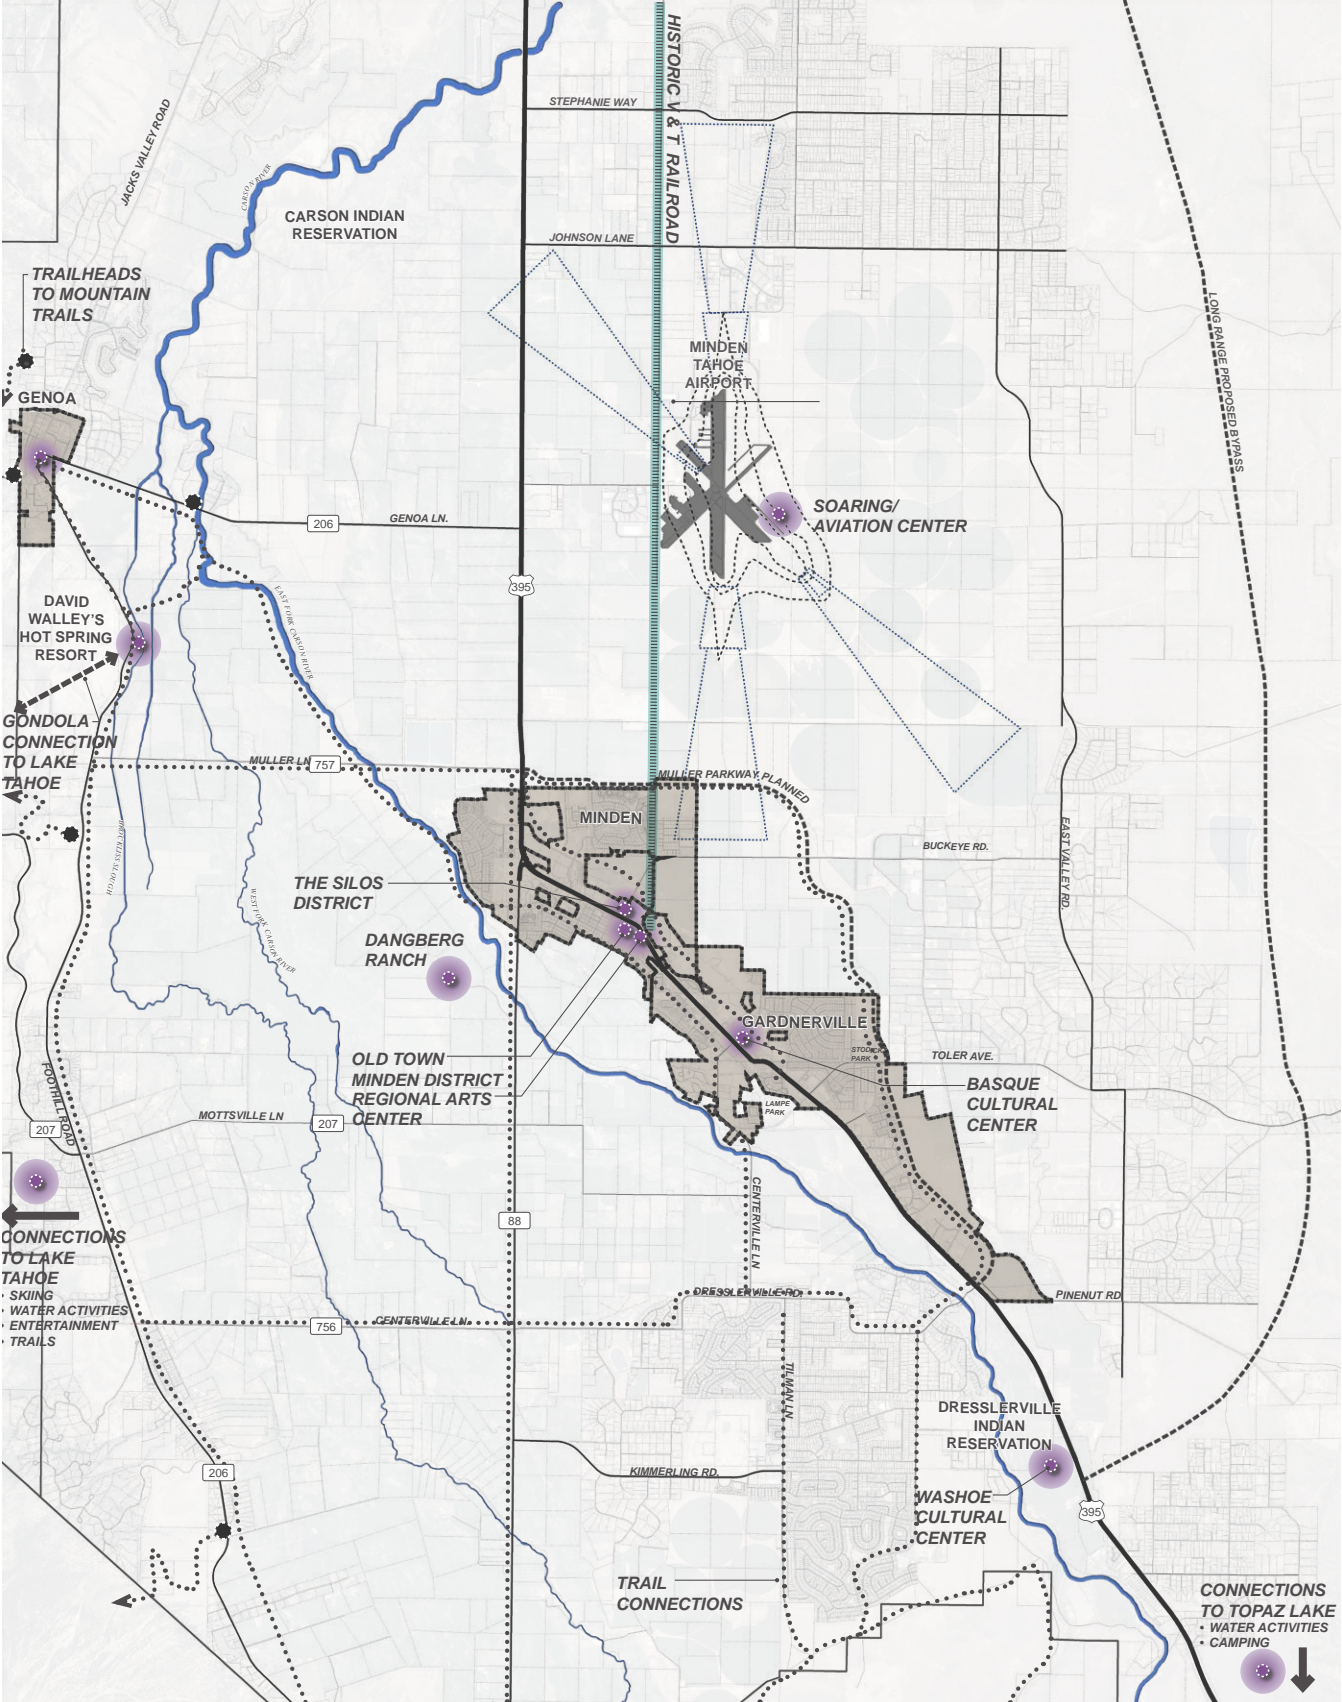 HISTORIC V & T RAILROAD
STEPHANIE WAY
JACKS VALLEY ROAD
CARSON RIVER
CARSON INDIAN
RESERVATION
JOHNSON LANE
TRAILHEADS
TO MOUNTAIN
TRAILS
LONG RANGE PROPOSED BYPASS
MINDEN
TAHOE
AIRPORT
GENOA
SOARING/
AVIATION CENTER
206
GENOA LN.
395
DAVID
WALLEY'S
HOT SPRING
RESORT
EAST FORK CARSON RIVER
GONDOLA
CONNECTION
TO LAKE
TAHOE
MULLER LN
757
MULLER PARKWAY PLANNED
MINDEN
BUCKEYE RD.
EAST VALLEY RD.
BROCKLISS SLOUGH
WEST FORK CARSON RIVER
THE SILOS
DISTRICT
DANGBERG
RANCH
GARDNERVILLE
STODICK
PARK
TOLER AVE.
OLD TOWN
MINDEN DISTRICT
REGIONAL ARTS
CENTER
BASQUE
CULTURAL
CENTER
LAMPE
PARK
FOOTHILL ROAD
MOTTSVILLE LN
207
207
CENTERVILLE LN
88
CONNECTIONS
TO LAKE
TAHOE
• SKIING
• WATER ACTIVITIES
• ENTERTAINMENT
• TRAILS
DRESSLERVILLE RD.
PINENUT RD
756
CENTERVILLE LN.
TILMAN LN
DRESSLERVILLE
INDIAN
RESERVATION
KIMMERLING RD.
206
WASHOE
CULTURAL
CENTER
395
TRAIL
CONNECTIONS
CONNECTIONS
TO TOPAZ LAKE
• WATER ACTIVITIES
• CAMPING